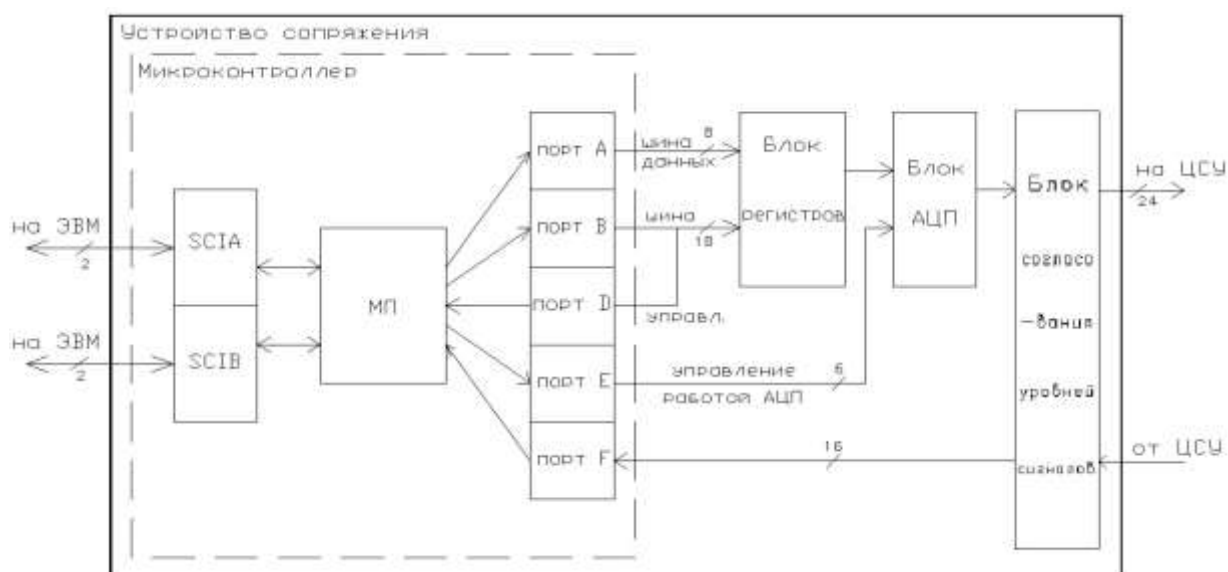 Устройство сопряжения
Микроконтроллер
на ЭВМ
2
на ЭВМ
2
SCIA
SCIB
МП
порт A
порт B
порт D
порт E
порт F
шина
данных
8
шина
18
управл.
управление
работой АЦП
6
16
Блок
регистров
Блок
АЦП
Блок
согласо
-вания
уровней
сигналов
на ЦСУ
24
от ЦСУ